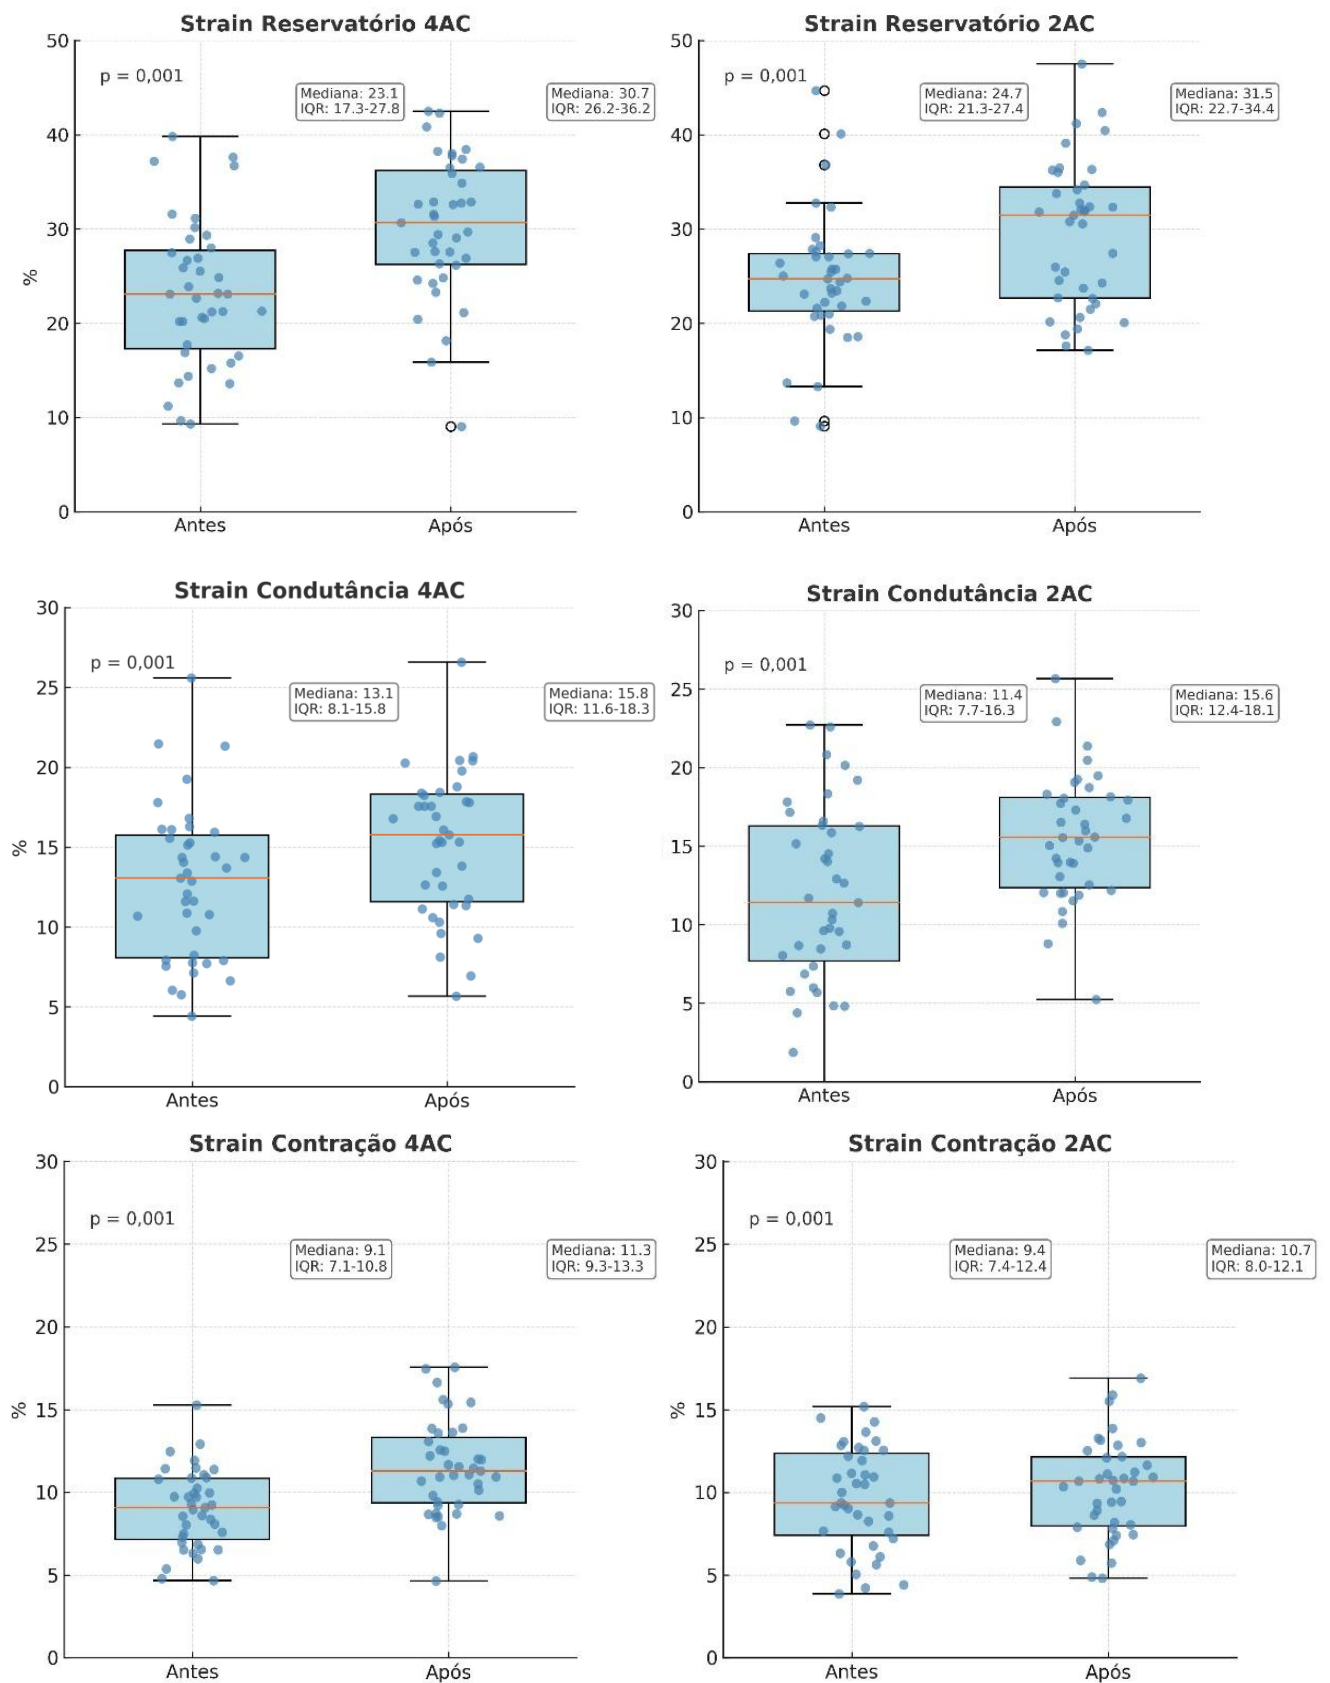 Strain Reservatório 4AC
50
p = 0,001
Mediana: 23.1
IQR: 17.3-27.8
Mediana: 30.7
IQR: 26.2-36.2
40
30
%
20
10
0
Antes
Após
Strain Reservatório 2AC
50
p = 0,001
Mediana: 24.7
IQR: 21.3-27.4
Mediana: 31.5
IQR: 22.7-34.4
40
30
20
10
0
Antes
Após
Strain Condutância 4AC
30
p = 0,001
25
Mediana: 13.1
IQR: 8.1-15.8
Mediana: 15.8
IQR: 11.6-18.3
20
15
%
10
5
0
Antes
Após
Strain Condutância 2AC
30
p = 0,001
25
Mediana: 11.4
IQR: 7.7-16.3
Mediana: 15.6
IQR: 12.4-18.1
20
15
10
5
0
Antes
Após
Strain Contração 4AC
30
p = 0,001
25
Mediana: 9.1
IQR: 7.1-10.8
Mediana: 11.3
IQR: 9.3-13.3
20
15
%
10
5
0
Antes
Após
Strain Contração 2AC
30
p = 0,001
25
Mediana: 9.4
IQR: 7.4-12.4
Mediana: 10.7
IQR: 8.0-12.1
20
15
%
10
5
0
Antes
Após